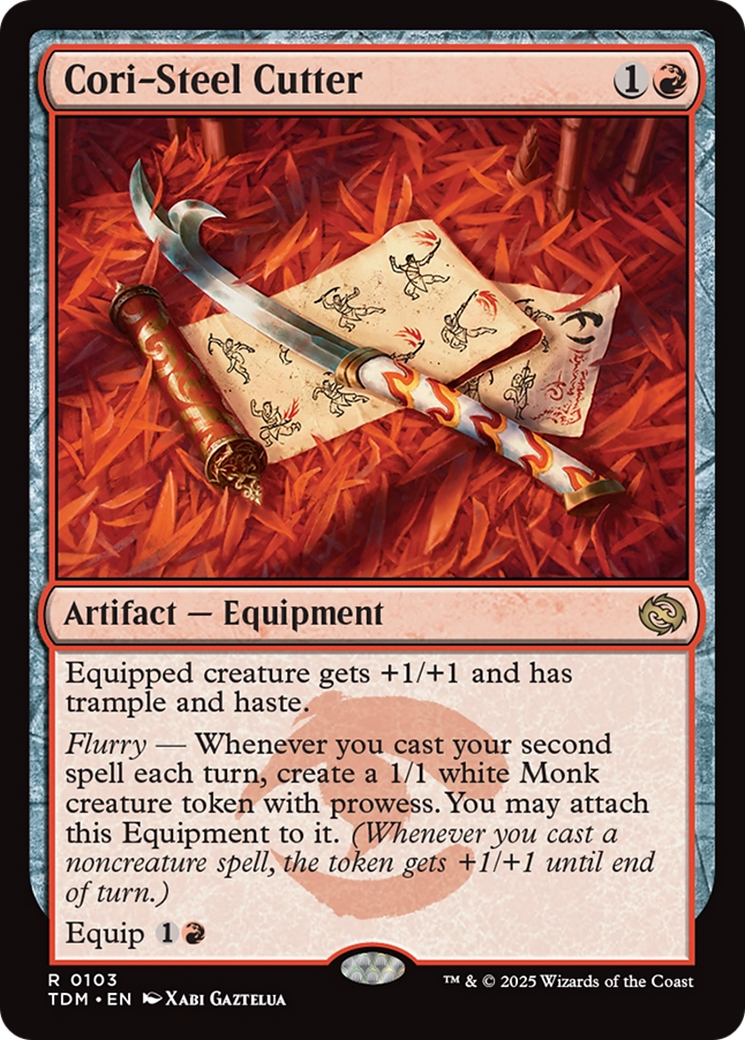 Cori-Steel Cutter 1
Artifact — Equipment
Equipped creature gets +1/+1 and has
trample and haste.
Flurry — Whenever you cast your second
spell each turn, create a 1/1 white Monk
creature token with prowess. You may attach
this Equipment to it. (Whenever you cast a
noncreature spell, the token gets +1/+1 until end
of turn.)
Equip 1
R 0103
TDM • EN Xabi Gaztelua
™ & © 2025 Wizards of the Coast